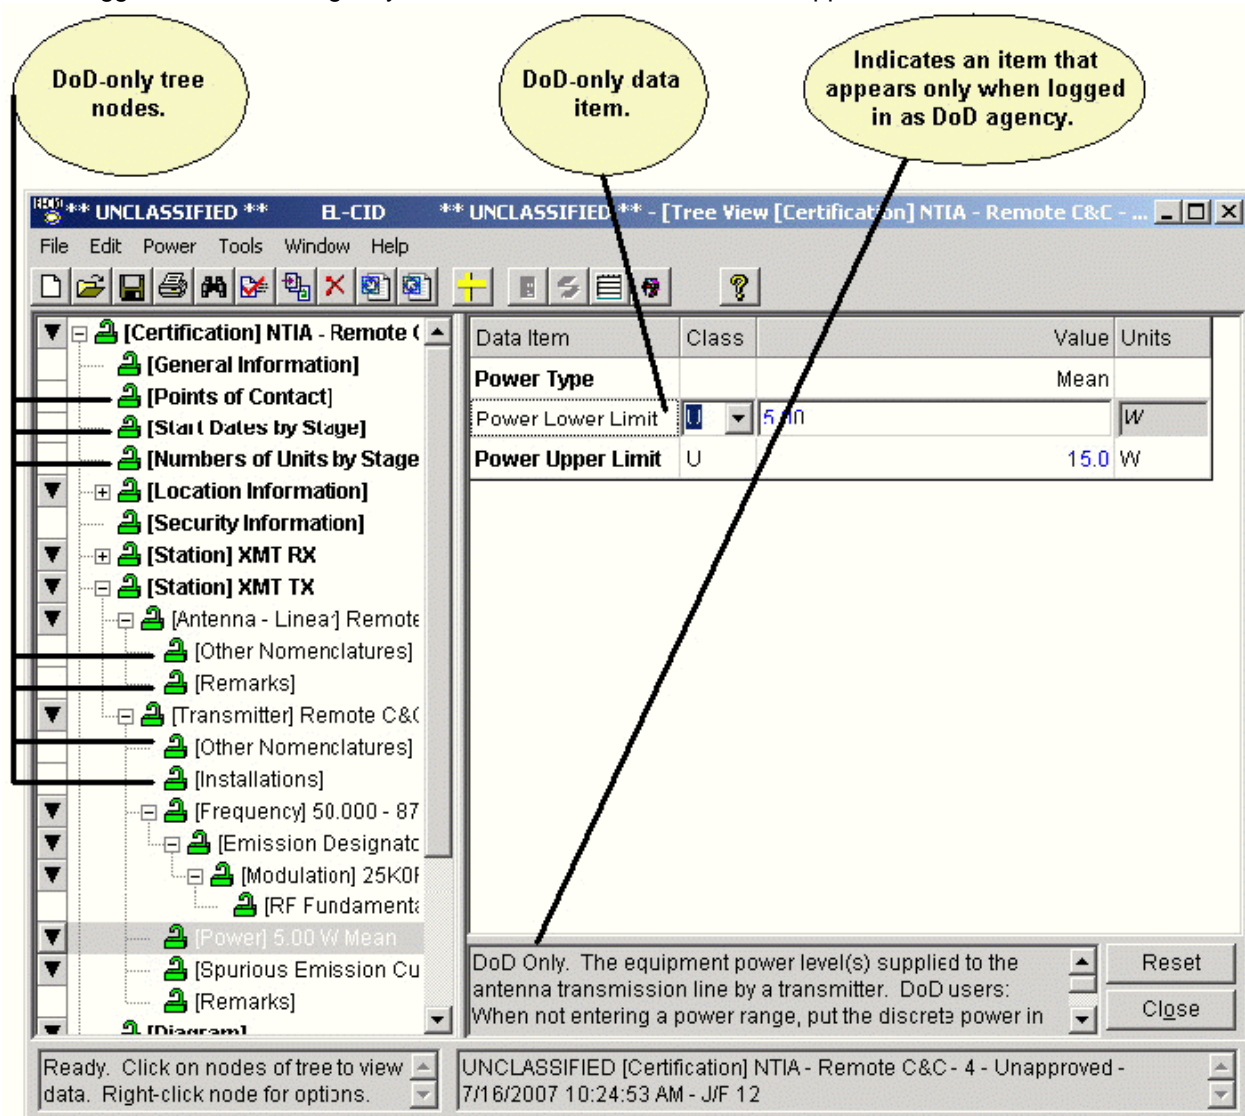 DoD-only tree
nodes.
DoD-only data
item.
Indicates an item that
appears only when logged
in as DoD agency.
** UNCLASSIFIED ** EL-CID ** UNCLASSIFIED ** - [Tree View [Certification] NTIA - Remote C&C - ...
File Edit Power Tools Window Help
[Certification] NTIA - Remote (
[General Information]
[Points of Contact]
[Start Dates by Stage]
[Numbers of Units by Stage
[Location Information]
[Security Information]
[Station] XMT RX
[Station] XMT TX
[Antenna - Linear] Remote
[Other Nomenclatures]
[Remarks]
[Transmitter] Remote C&(
[Other Nomenclatures]
[Installations]
[Frequency] 50.000 - 87
[Emission Designatc
[Modulation] 25K0F
[RF Fundamenta
[Power] 5.00 W Mean
[Spurious Emission Cu
[Remarks]
[Diagram]
Data Item Class Value Units
Power Type Mean
Power Lower Limit U 5.00 W
Power Upper Limit U 15.0 W
DoD Only. The equipment power level(s) supplied to the
antenna transmission line by a transmitter. DoD users:
When not entering a power range, put the discrete power in
Reset
Close
Ready. Click on nodes of tree to view
data. Right-click node for options.
UNCLASSIFIED [Certification] NTIA - Remote C&C - 4 - Unapproved -
7/16/2007 10:24:53 AM - J/F 12